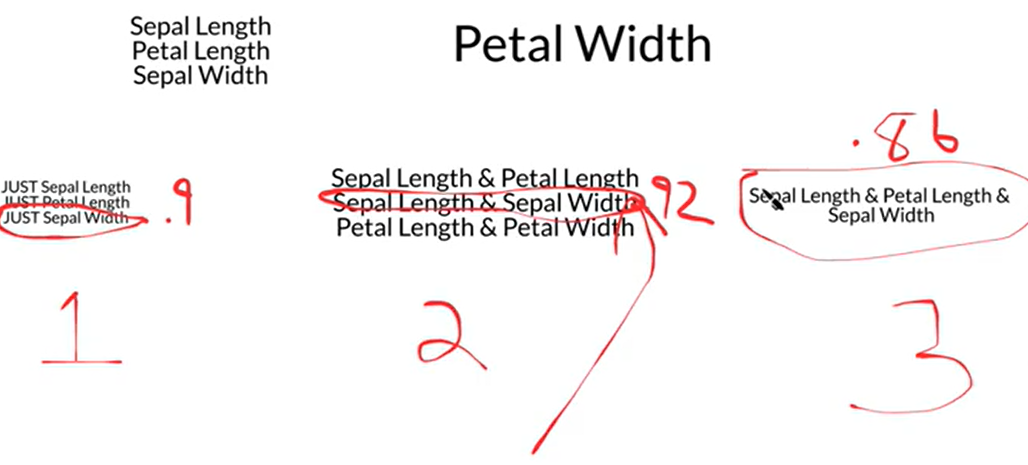 Sepal Length
Petal Length
Sepal Width
Petal Width
.86
JUST Sepal Length
JUST Petal Length
JUST Sepal Width
.9
Sepal Length & Petal Length
Sepal Length & Sepal Width
Petal Length & Petal Width
.92
Sepal Length & Petal Length &
Sepal Width
1
2
3